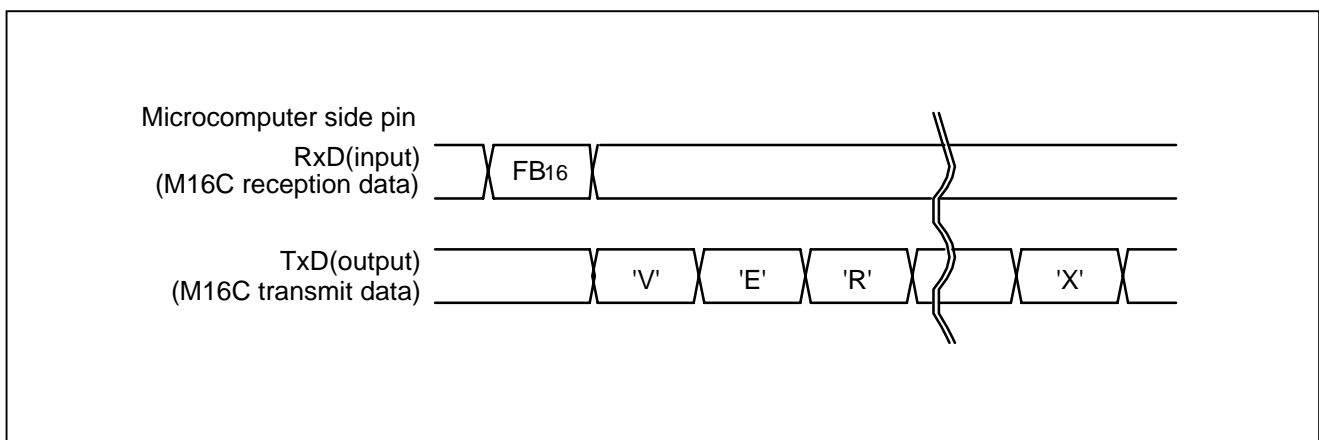 Microcomputer side pin
RxD(input)
(M16C reception data)
FB16
TxD(output)
(M16C transmit data)
'V' 'E' 'R' 'X'